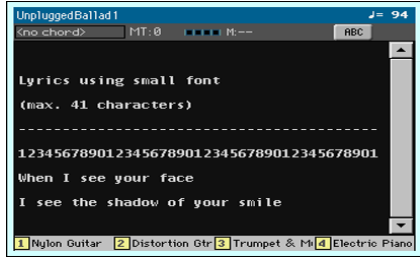 UnpluggedBallad1 ♩= 94
<no chord> MT:0 M:-- ABC
Lyrics using small font
(max. 41 characters)
-----------------------------------------
12345678901234567890123456789012345678901
When I see your face
I see the shadow of your smile
1 Nylon Guitar 2 Distortion Gtr 3 Trumpet & M 4 Electric Piano